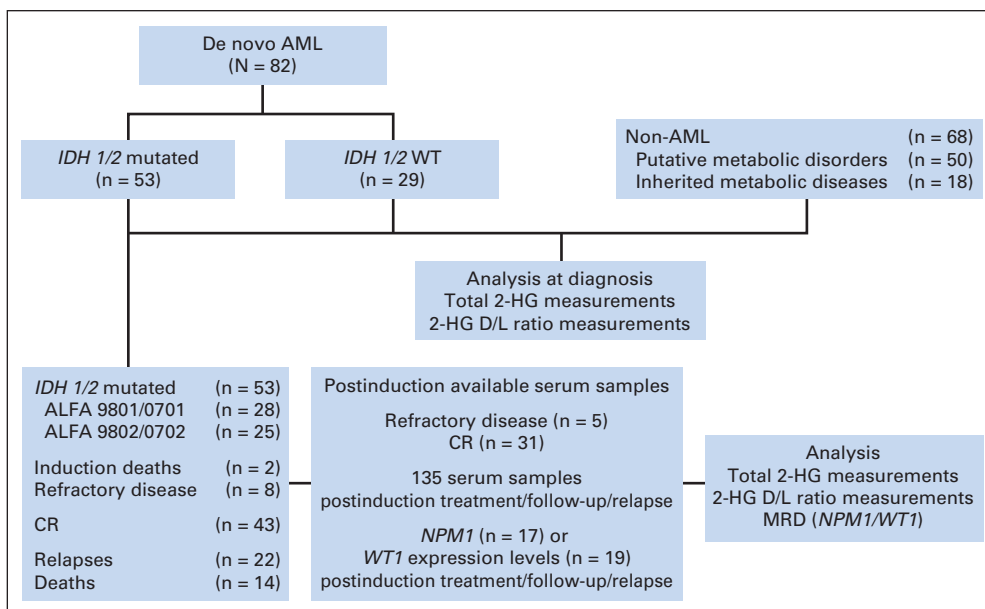 De novo AML
(N = 82)
IDH 1/2 mutated
(n = 53)
IDH 1/2 WT
(n = 29)
Non-AML (n = 68)
Putative metabolic disorders (n = 50)
Inherited metabolic diseases (n = 18)
Analysis at diagnosis
Total 2-HG measurements
2-HG D/L ratio measurements
IDH 1/2 mutated (n = 53)
ALFA 9801/0701 (n = 28)
ALFA 9802/0702 (n = 25)
Induction deaths (n = 2)
Refractory disease (n = 8)
CR (n = 43)
Relapses (n = 22)
Deaths (n = 14)
Postinduction available serum samples
Refractory disease (n = 5)
CR (n = 31)
135 serum samples
postinduction treatment/follow-up/relapse
NPM1 (n = 17) or
WT1 expression levels (n = 19)
postinduction treatment/follow-up/relapse
Analysis
Total 2-HG measurements
2-HG D/L ratio measurements
MRD (NPM1/WT1)